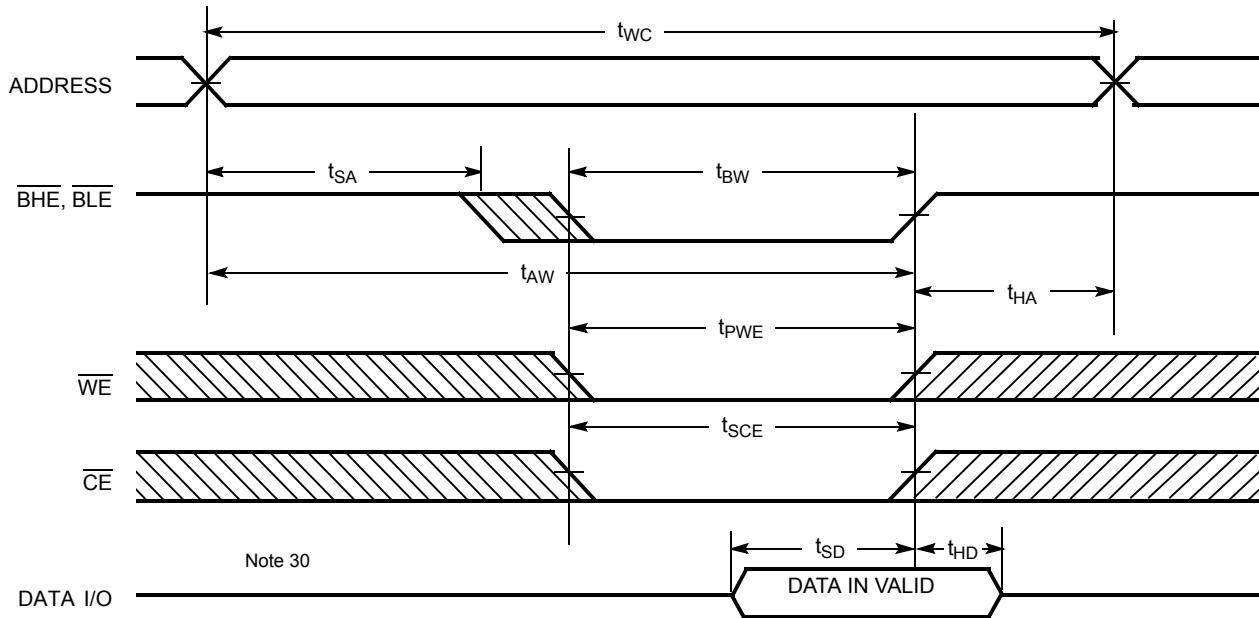 tWC
ADDRESS
tSA
tBW
BHE, BLE
tAW
tHA
tPWE
WE
tSCE
CE
tSD
tHD
Note 30
DATA I/O
DATA IN VALID